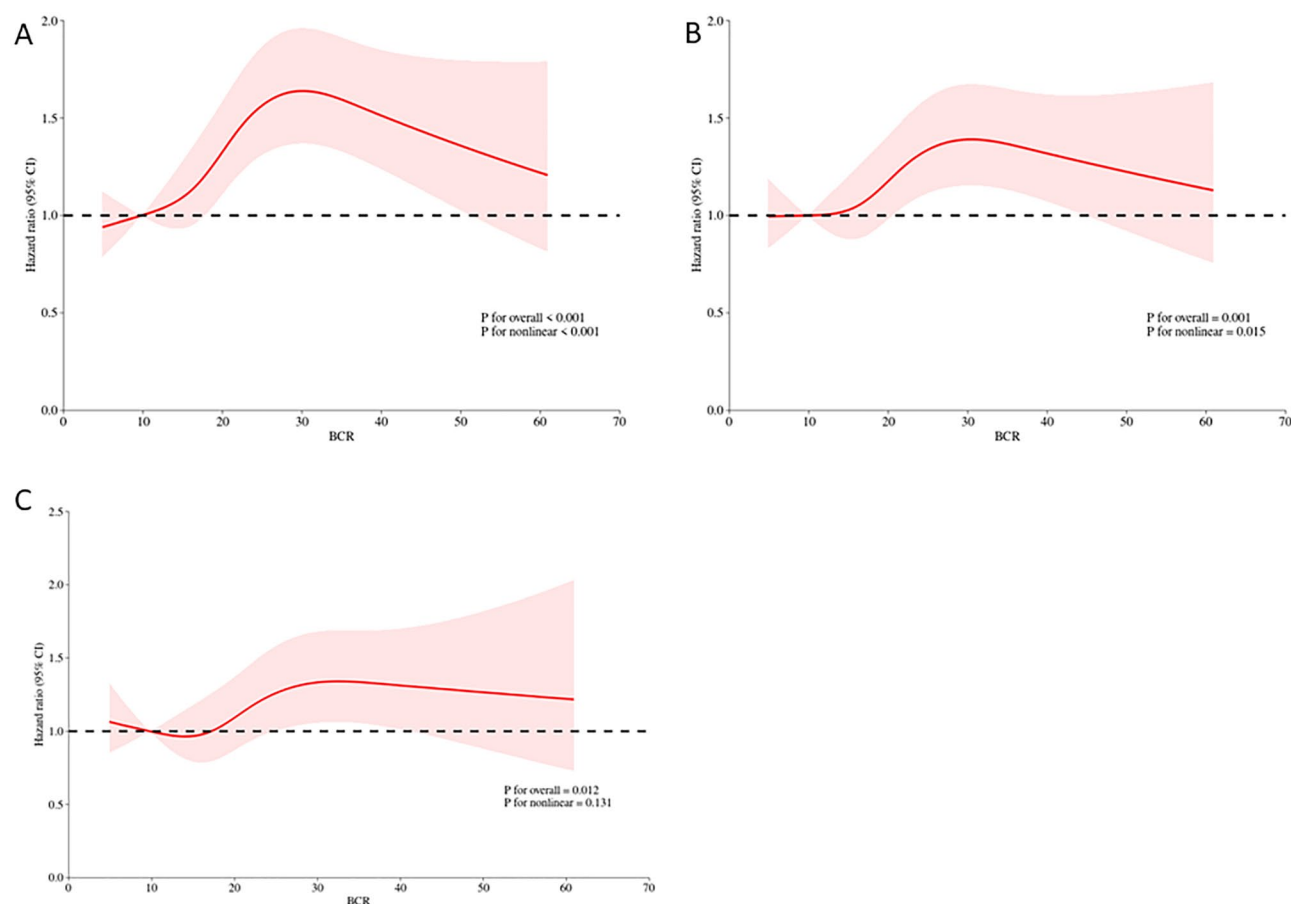 A
2.0
1.5
1.0
0.5
0.0
Hazard ratio (95% CI)
P for overall < 0.001
P for nonlinear < 0.001
0 10 20 30 40 50 60 70
BCR
B
2.0
1.5
1.0
0.5
0.0
Hazard ratio (95% CI)
P for overall = 0.001
P for nonlinear = 0.015
0 10 20 30 40 50 60 70
BCR
C
2.5
2.0
1.5
1.0
0.5
0.0
Hazard ratio (95% CI)
P for overall = 0.012
P for nonlinear = 0.131
0 10 20 30 40 50 60 70
BCR